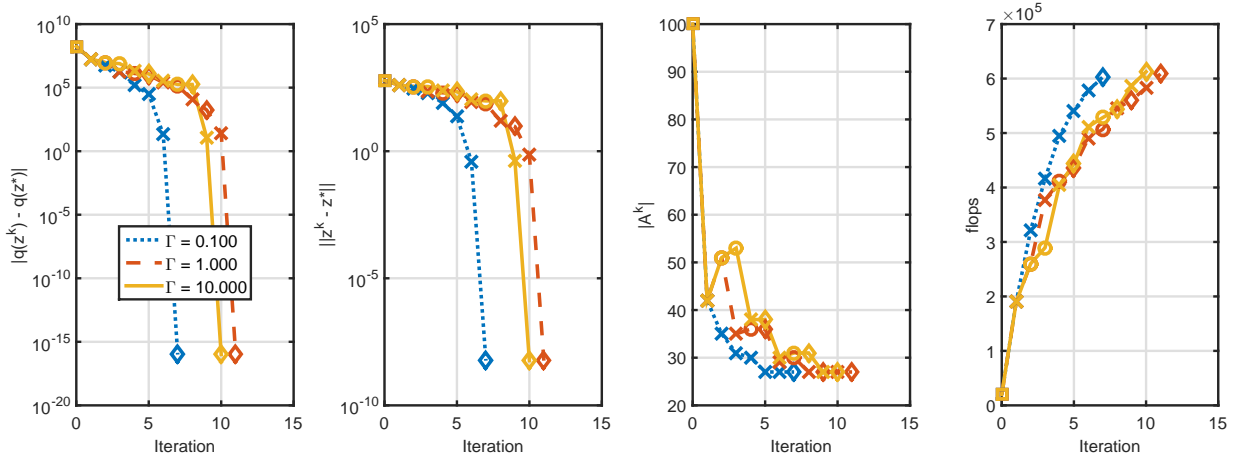 10^10
10^5
10^0
10^-5
10^-10
10^-15
10^-20
0 5 10 15
Iteration
|q(z^k) - q(z*)|
Γ = 0.100
Γ = 1.000
Γ = 10.000
10^5
10^0
10^-5
10^-10
0 5 10 15
Iteration
||z^k - z*||
100
90
80
70
60
50
40
30
20
0 5 10 15
Iteration
|A^k|
×10^5
7
6
5
4
3
2
1
0
0 5 10 15
Iteration
flops